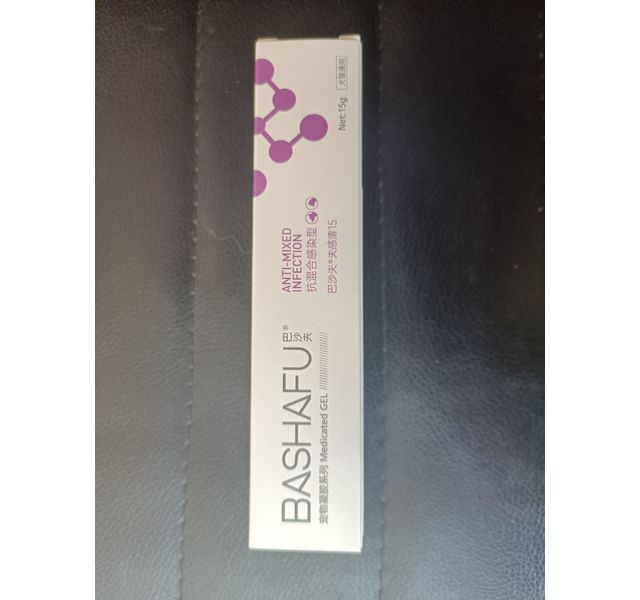 BASHAFU 巴沙夫®
宠物凝胶系列 Medicated GEL
ANTI-MIXED
INFECTION
抗混合感染型
巴沙夫®夫感清15
Net:15g
犬猫通用